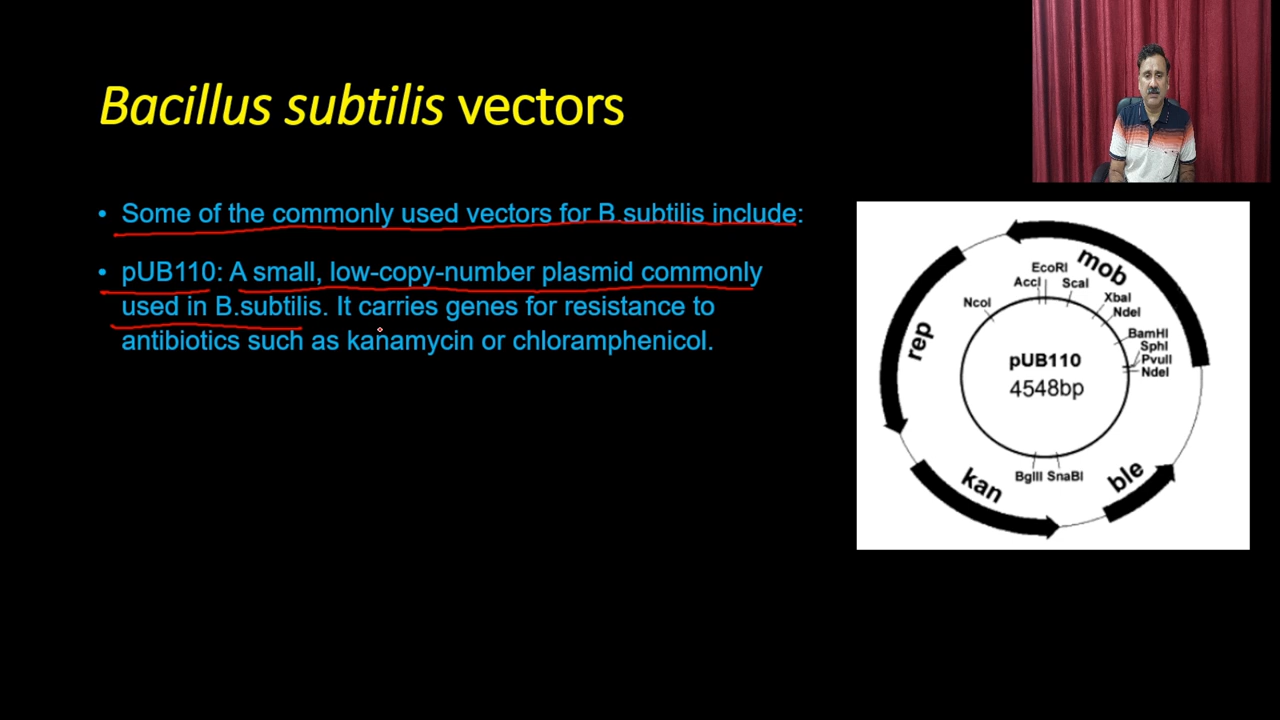 Bacillus subtilis vectors
• Some of the commonly used vectors for B.subtilis include:
• pUB110: A small, low-copy-number plasmid commonly
used in B.subtilis. It carries genes for resistance to
antibiotics such as kanamycin or chloramphenicol.
mob
EcoRI
AccI
ScaI
NcoI
XbaI
NdeI
BamHI
SphI
PvuII
NdeI
rep
pUB110
4548bp
BglII SnaBI
kan
ble